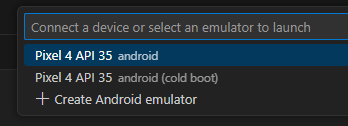 Connect a device or select an emulator to launch
Pixel 4 API 35 android
Pixel 4 API 35 android (cold boot)
+ Create Android emulator